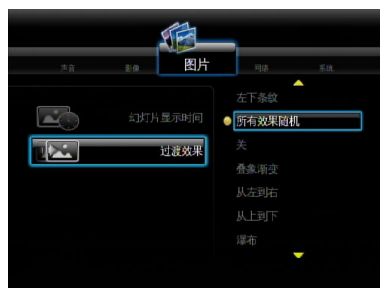 声音 影像 图片 网络 系统
左下条纹
幻灯片显示时间
所有效果随机
过渡效果
关
叠象渐变
从左到右
从上到下
瀑布